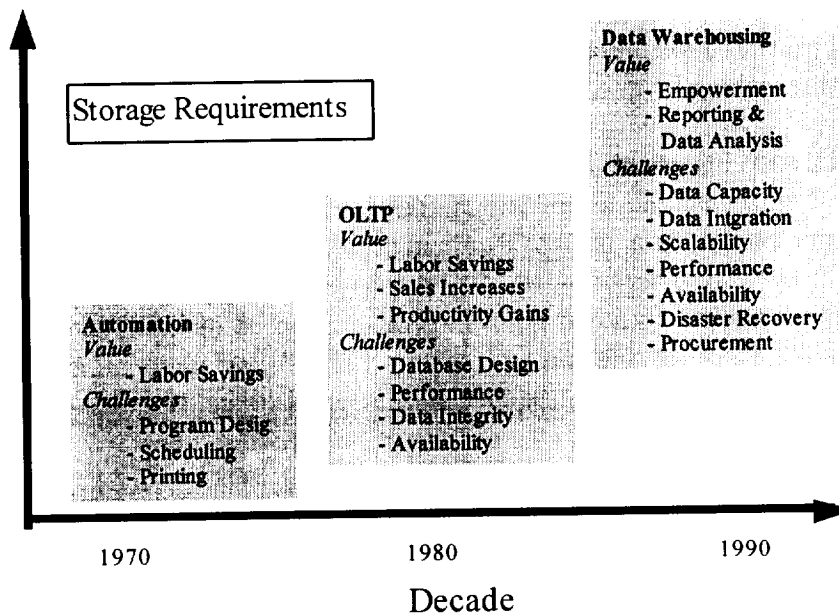 Storage Requirements
Automation
Value
- Labor Savings
Challenges
- Program Desig
- Scheduling
- Printing
OLTP
Value
- Labor Savings
- Sales Increases
- Productivity Gains
Challenges
- Database Design
- Performance
- Data Integrity
- Availability
Data Warehousing
Value
- Empowerment
- Reporting &
Data Analysis
Challenges
- Data Capacity
- Data Intgration
- Scalability
- Performance
- Availability
- Disaster Recovery
- Procurement
1970
1980
1990
Decade